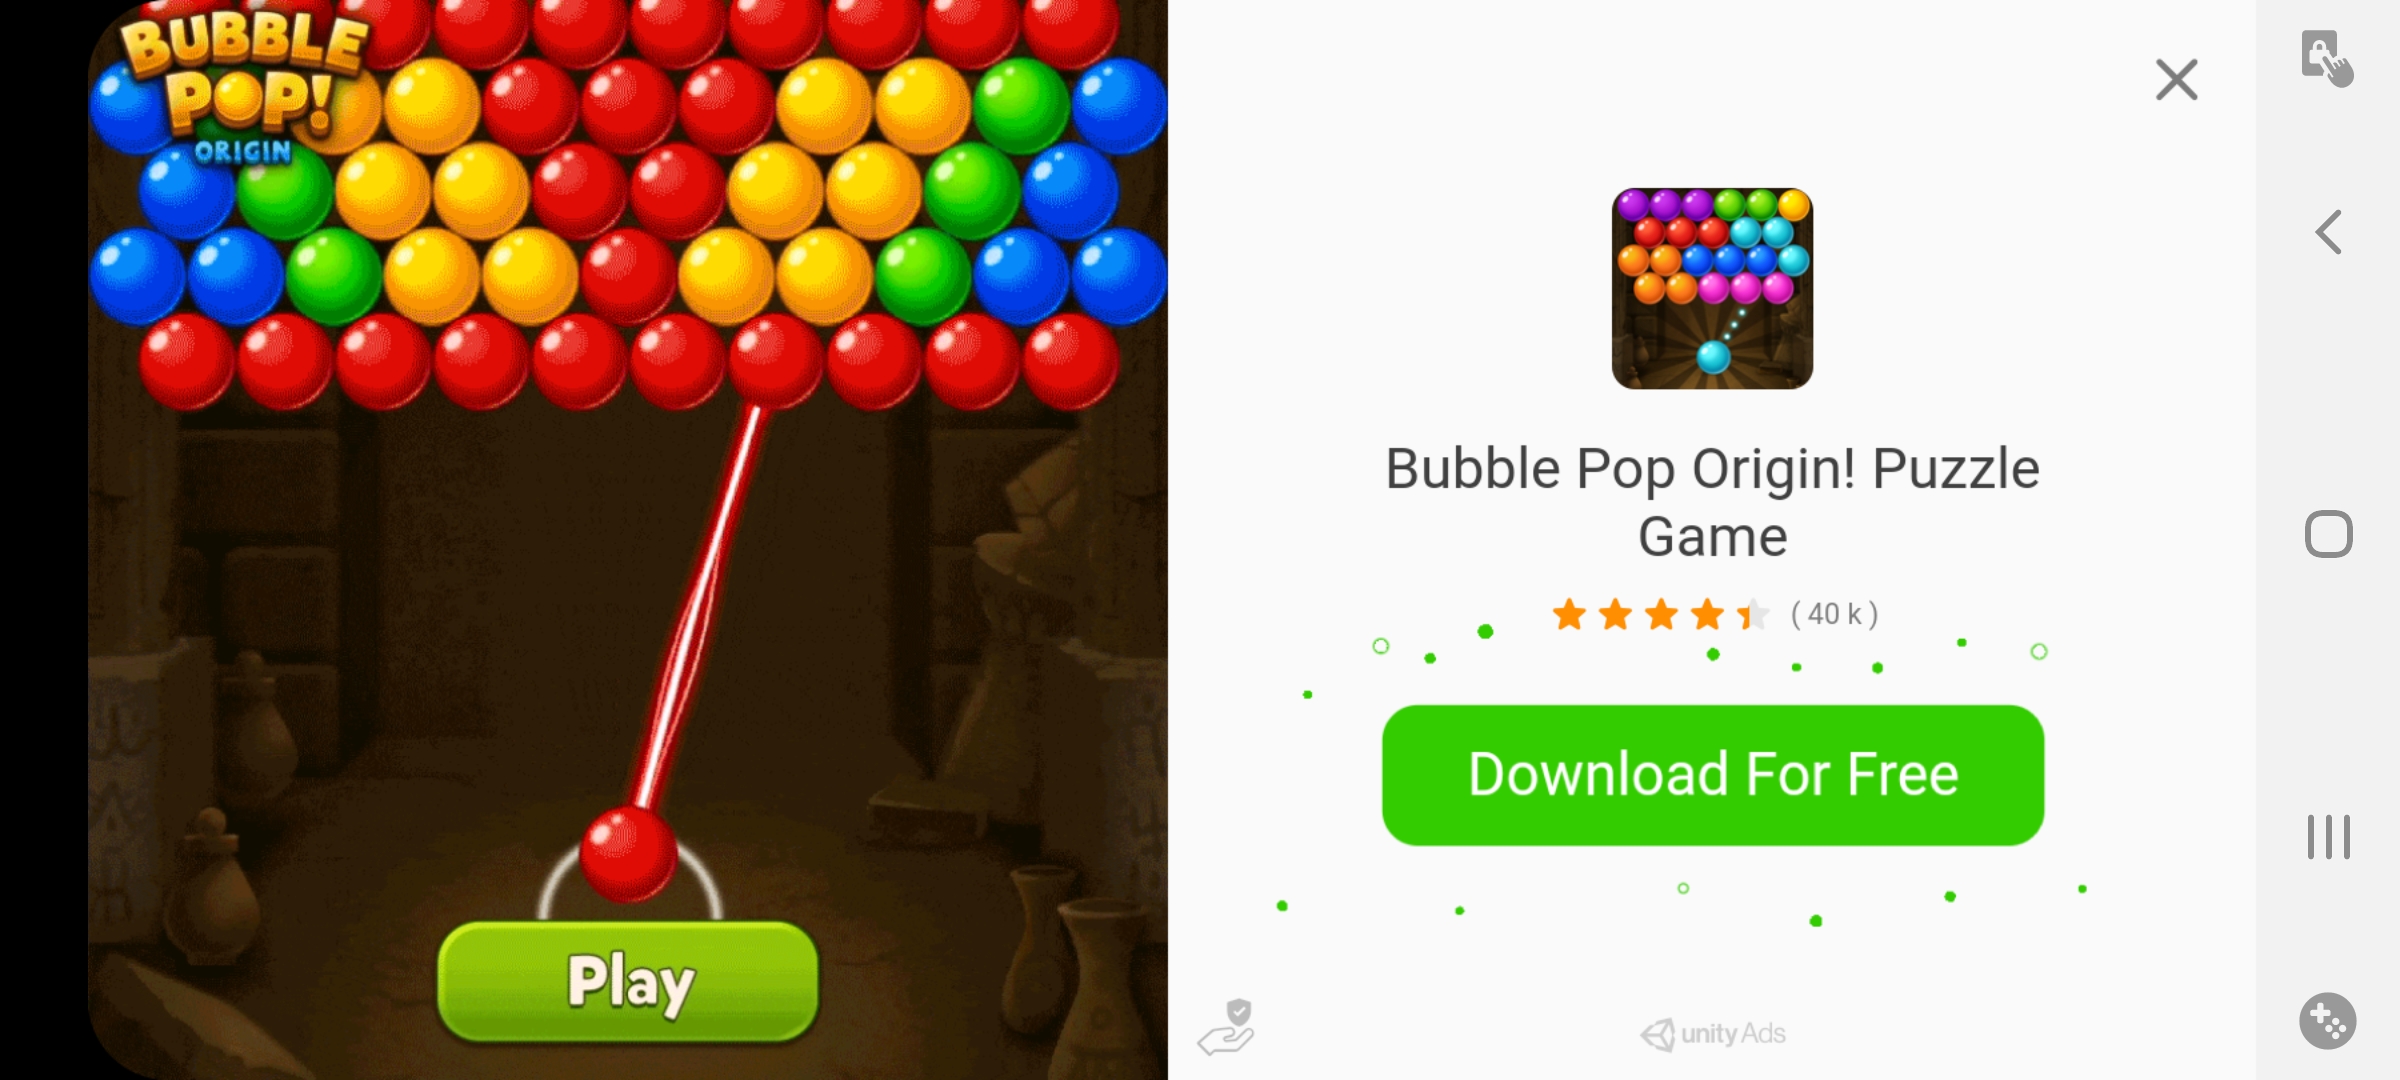 BUBBLE
POP!
ORIGIN
Play
Bubble Pop Origin! Puzzle
Game
( 40 k )
Download For Free
unity Ads